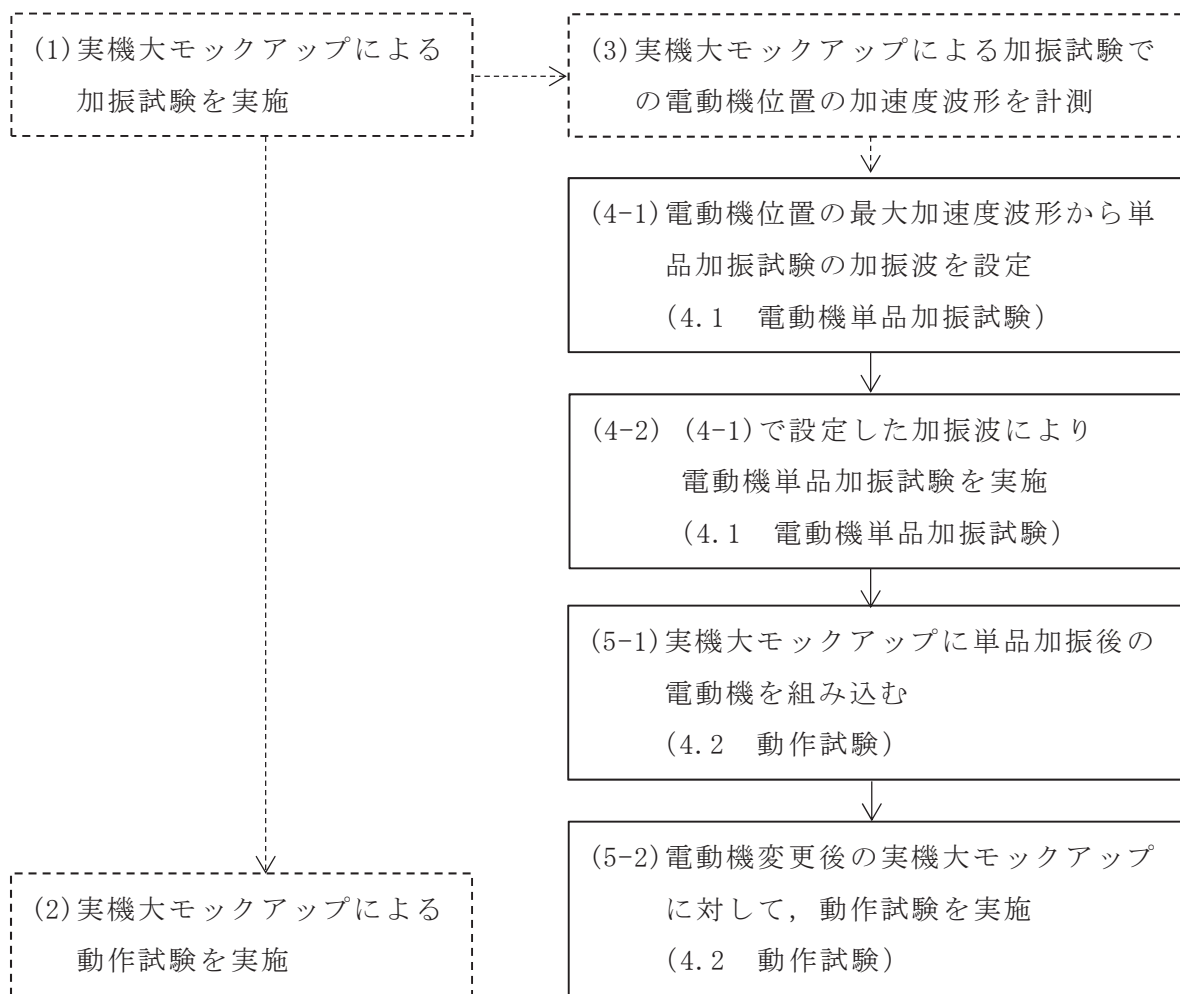 (1)実機大モックアップによる
加振試験を実施
(3)実機大モックアップによる加振試験で
の電動機位置の加速度波形を計測
(4-1)電動機位置の最大加速度波形から単
品加振試験の加振波を設定
(4.1　電動機単品加振試験)
(4-2) (4-1)で設定した加振波により
電動機単品加振試験を実施
(4.1　電動機単品加振試験)
(5-1)実機大モックアップに単品加振後の
電動機を組み込む
(4.2　動作試験)
(5-2)電動機変更後の実機大モックアップ
に対して，動作試験を実施
(4.2　動作試験)
(2)実機大モックアップによる
動作試験を実施